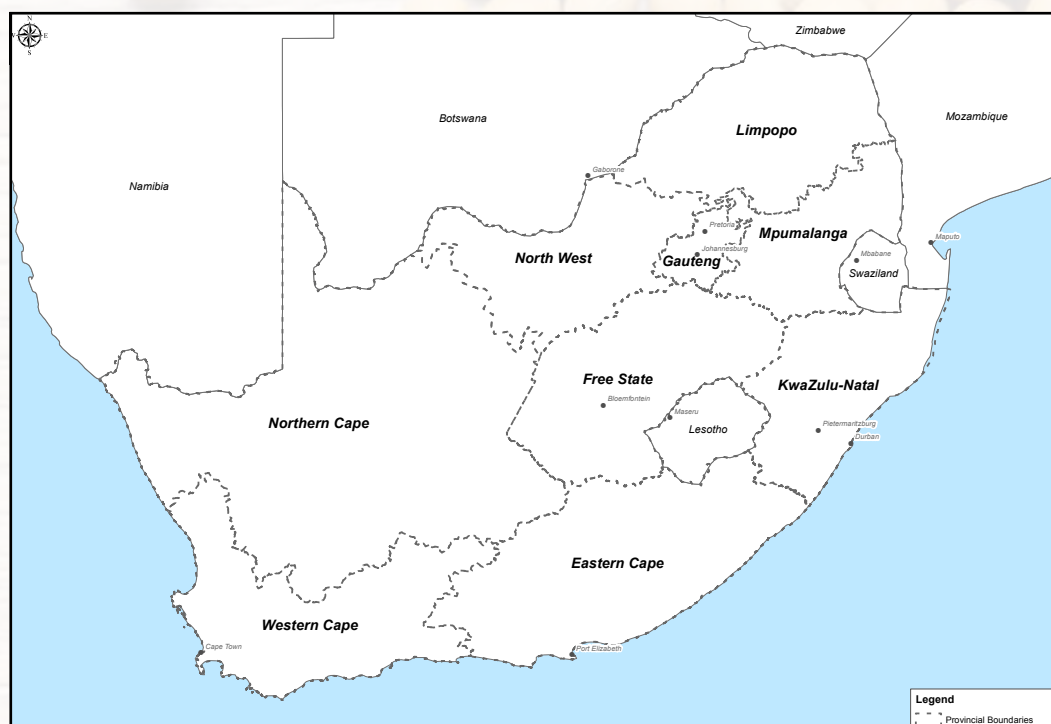 N
W E
S
Zimbabwe
Botswana
Mozambique
Limpopo
Gaborone
Namibia
Pretoria
Mpumalanga
Maputo
Johannesburg
North West
Gauteng
Mbabane
Swaziland
Free State
KwaZulu-Natal
Bloemfontein
Maseru
Northern Cape
Lesotho
Pietermaritzburg
Durban
Eastern Cape
Western Cape
Cape Town
Port Elizabeth
Legend
Provincial Boundaries